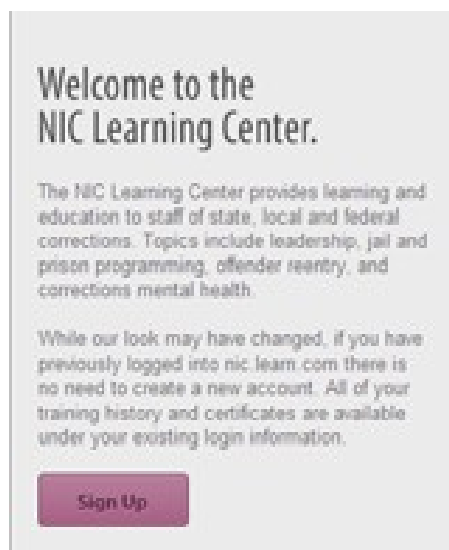 Welcome to the
NIC Learning Center.
The NIC Learning Center provides learning and
education to staff of state, local and federal
corrections. Topics include leadership, jail and
prison programming, offender reentry, and
corrections mental health.
While our look may have changed, if you have
previously logged into nic.learn.com there is
no need to create a new account. All of your
training history and certificates are available
under your existing login information.
Sign Up